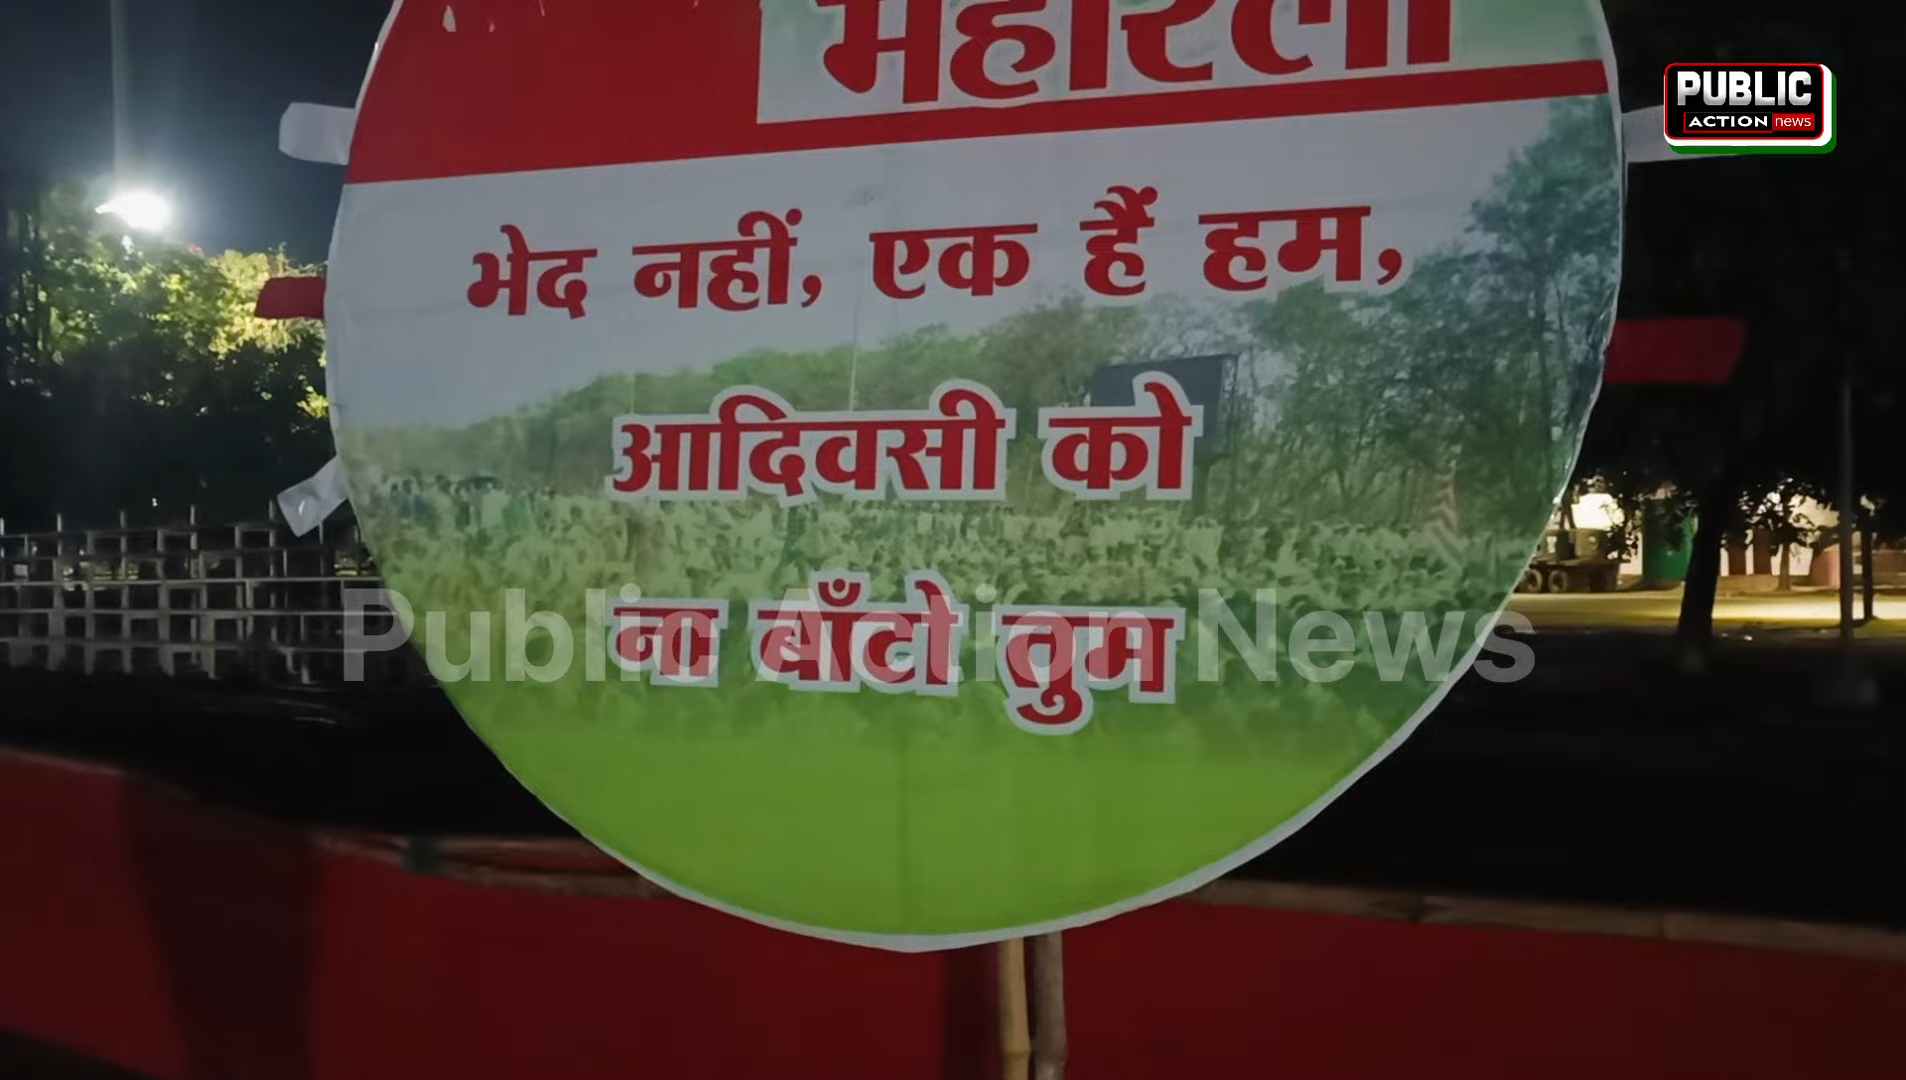 महारैली
PUBLIC
ACTION news
भेद नहीं, एक हैं हम,
आदिवसी को
ना बाँटो तुम
Public Action News